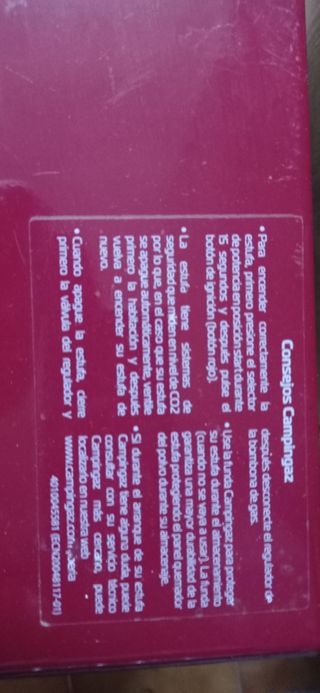 Consejos Campingaz
• Para encender correctamente la
estufa, primero presione el selector
de potencia en posición 1 durante
15 segundos y después pulse el
botón de ignición (botón rojo).
• La estufa tiene sistemas de
seguridad que miden en nivel de CO2
por lo que, en el caso que su estufa
se apague automáticamente, ventile
primero la habitación y después
vuelva a encender su estufa de
nuevo.
• Cuando apague la estufa, cierre
primero la válvula del regulador y
después desconecte el regulador de
la bombona de gas.
• Use la funda Campingaz para proteger
su estufa durante el almacenamiento
(cuando no se vaya a usar). La funda
garantiza una mayor durabilidad de la
estufa protegiendo el panel quemador
del polvo durante su almacenaje.
• Si durante el arranque de su estufa
Campingaz tiene alguna duda, puede
consultar con su servicio técnico
Campingaz más cercano, puede
localizarlo en nuestra web
www.campingaz.com